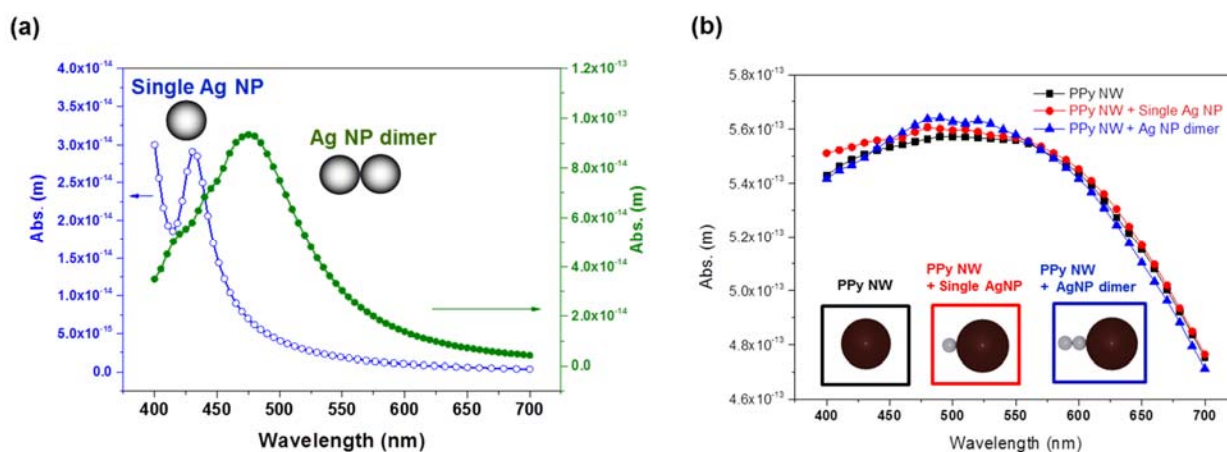 (a)
4.0x10⁻¹⁴
3.5x10⁻¹⁴
3.0x10⁻¹⁴
2.5x10⁻¹⁴
2.0x10⁻¹⁴
1.5x10⁻¹⁴
1.0x10⁻¹⁴
5.0x10⁻¹⁵
0.0
Abs. (m)
Single Ag NP
Ag NP dimer
1.2x10⁻¹³
1.0x10⁻¹³
8.0x10⁻¹⁴
6.0x10⁻¹⁴
4.0x10⁻¹⁴
2.0x10⁻¹⁴
0.0
Abs. (m)
400 450 500 550 600 650 700
Wavelength (nm)
(b)
5.8x10⁻¹³
5.6x10⁻¹³
5.4x10⁻¹³
5.2x10⁻¹³
5.0x10⁻¹³
4.8x10⁻¹³
4.6x10⁻¹³
Abs. (m)
PPy NW
PPy NW + Single Ag NP
PPy NW + Ag NP dimer
PPy NW
PPy NW
+ Single AgNP
PPy NW
+ AgNP dimer
400 450 500 550 600 650 700
Wavelength (nm)